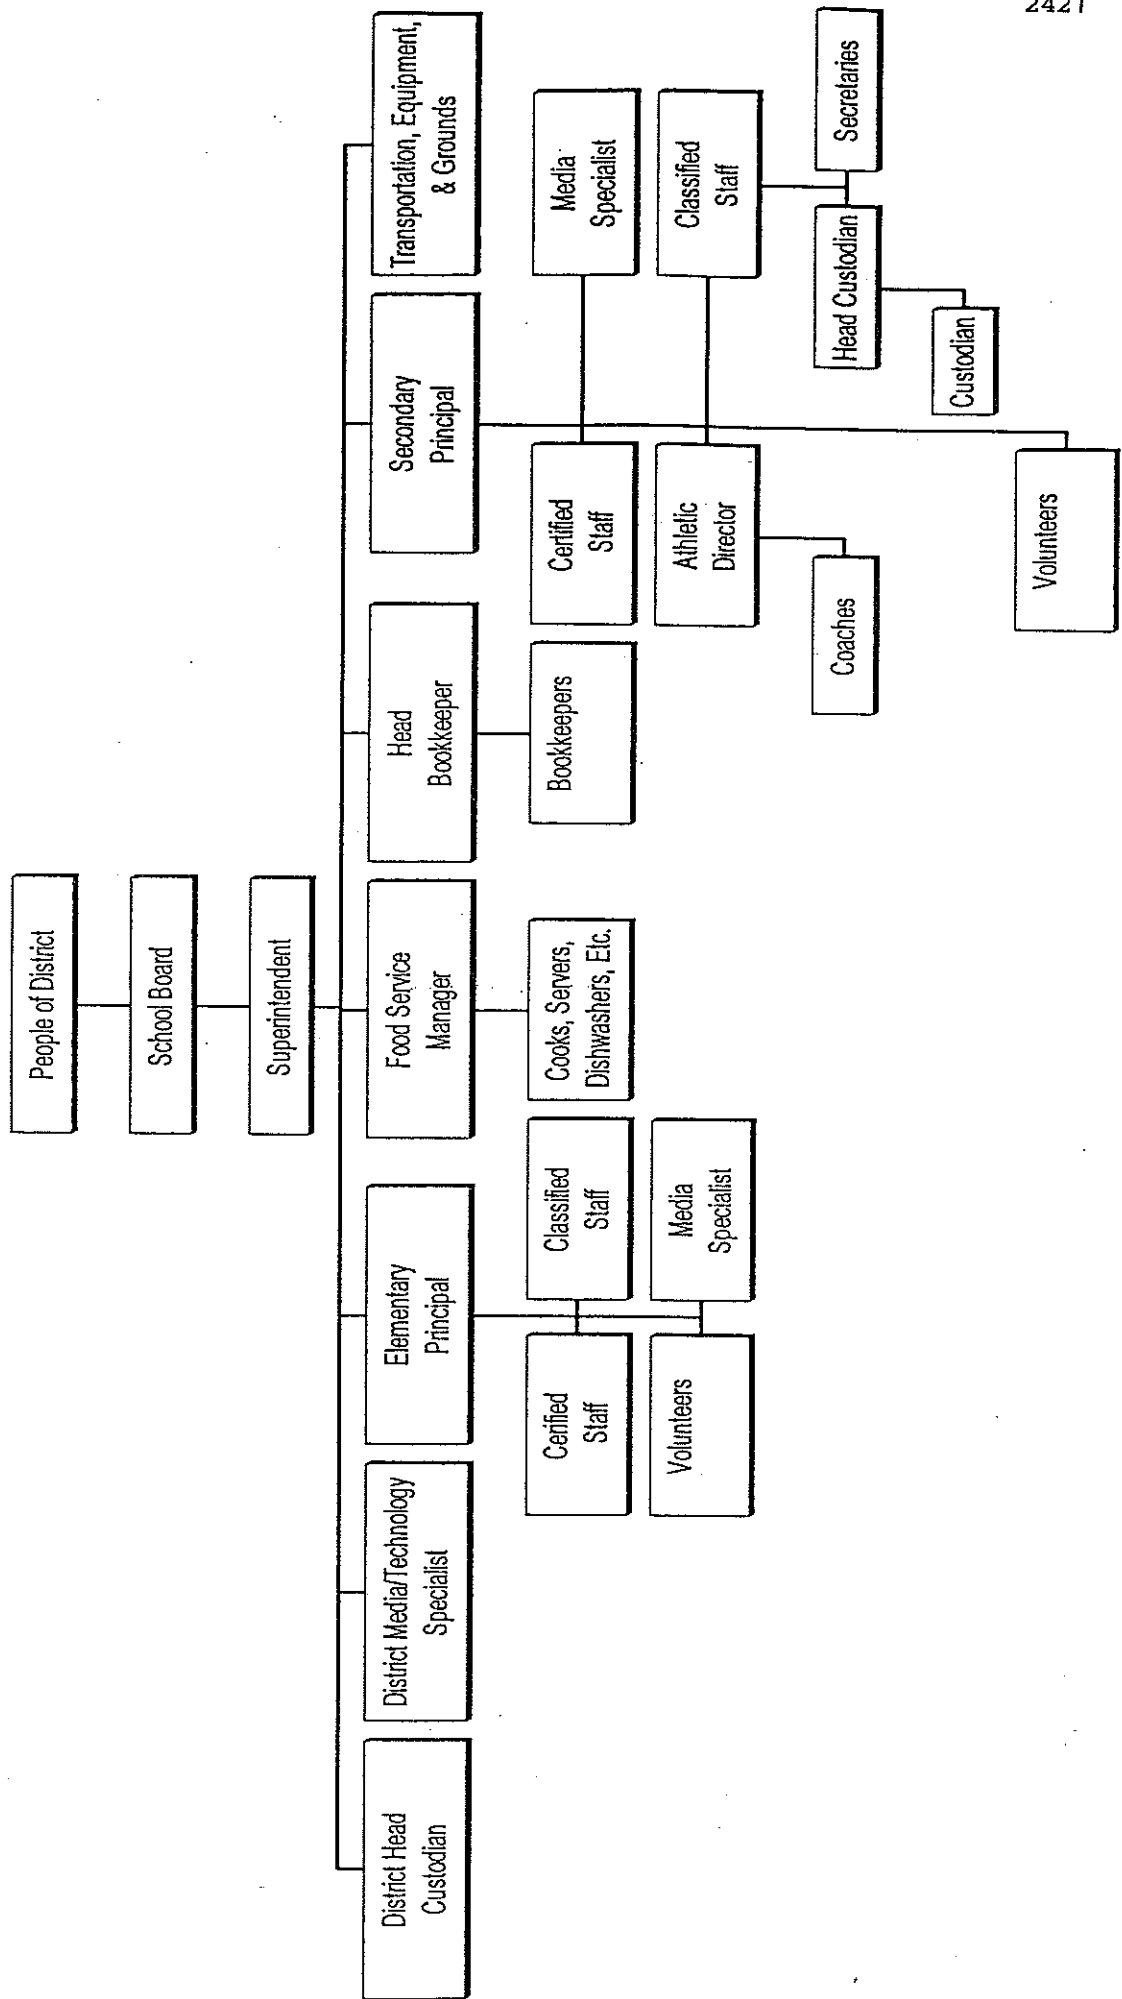 2421
People of District
School Board
Superintendent
District Head
Custodian
District Media/Technology
Specialist
Elementary
Principal
Food Service
Manager
Head
Bookkeeper
Secondary
Principal
Transportation, Equipment,
& Grounds
Cerified
Staff
Classified
Staff
Volunteers
Media
Specialist
Cooks, Servers,
Dishwashers, Etc.
Bookkeepers
Certified
Staff
Media
Specialist
Athletic
Director
Classified
Staff
Coaches
Head Custodian
Secretaries
Custodian
Volunteers